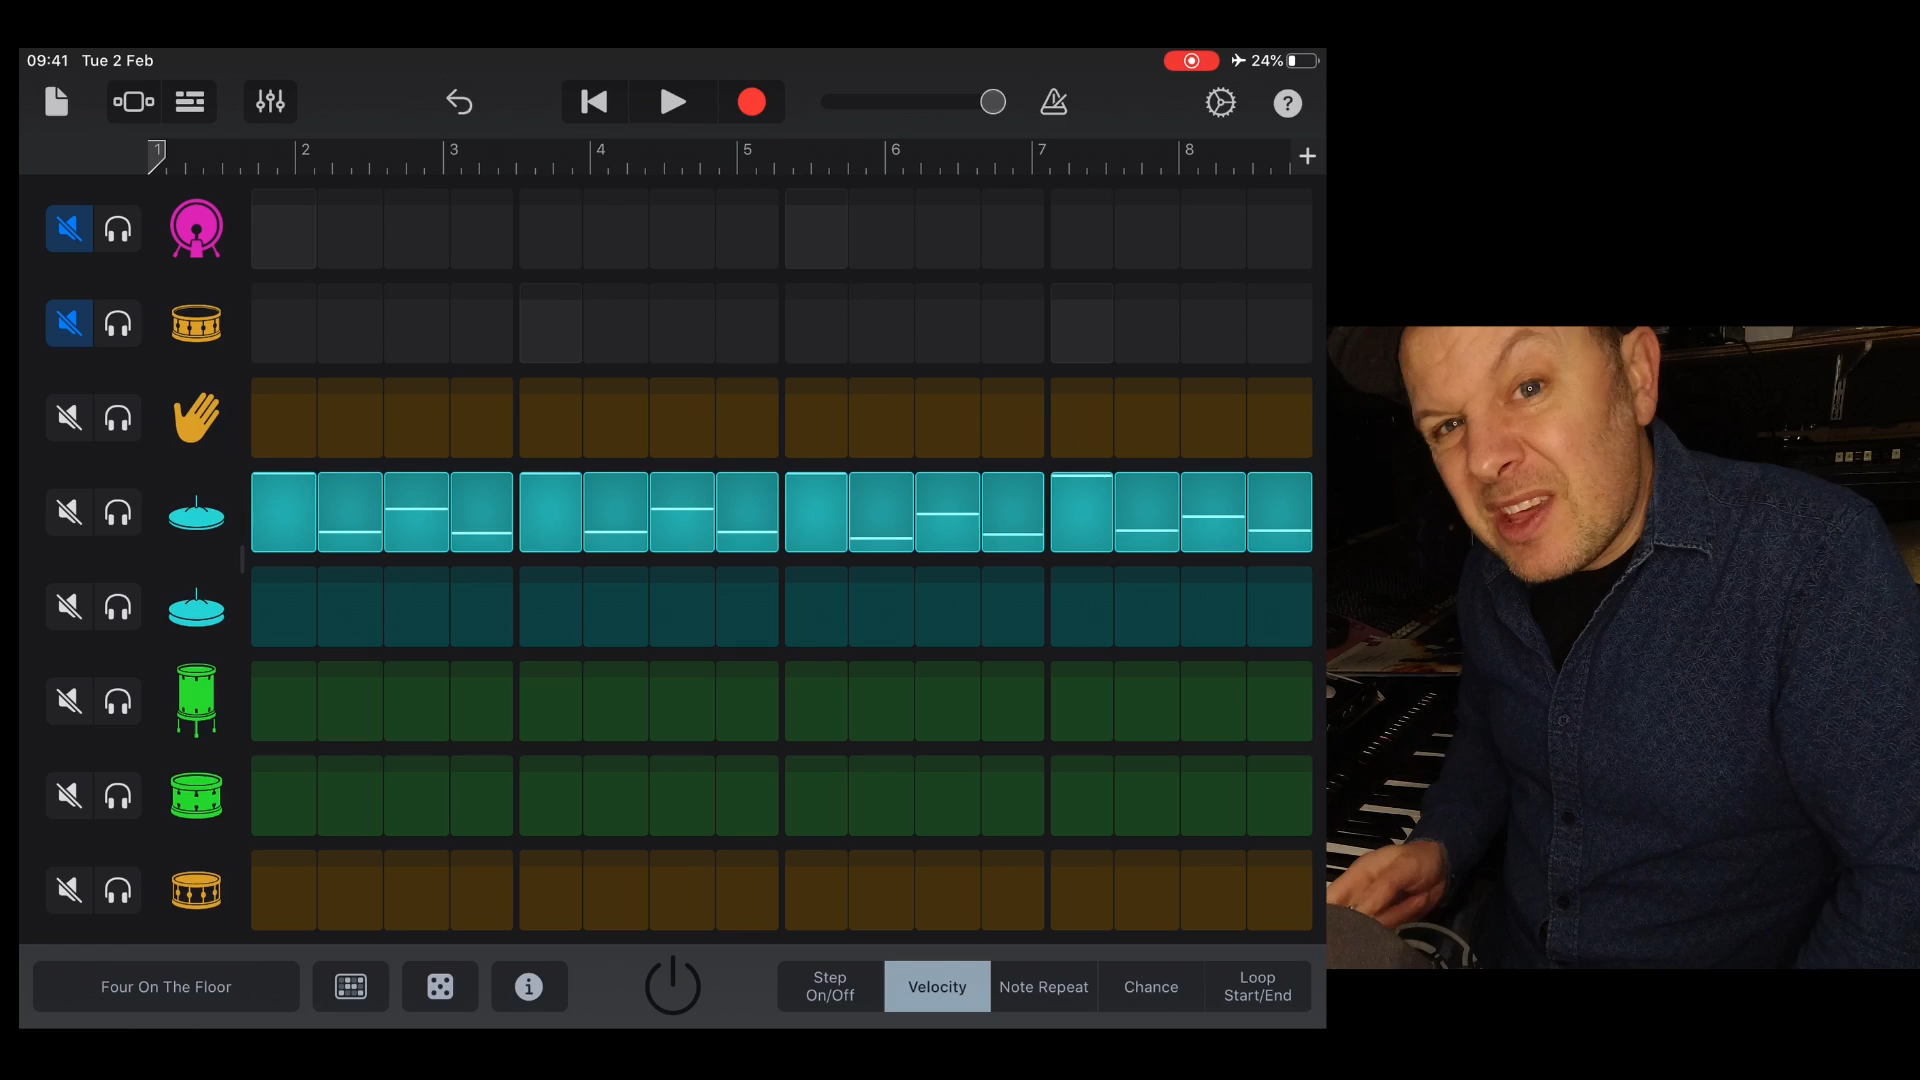 09:41 Tue 2 Feb
24%
?
1 2 3 4 5 6 7 8 +
Four On The Floor
i
Step
On/Off
Velocity
Note Repeat
Chance
Loop
Start/End